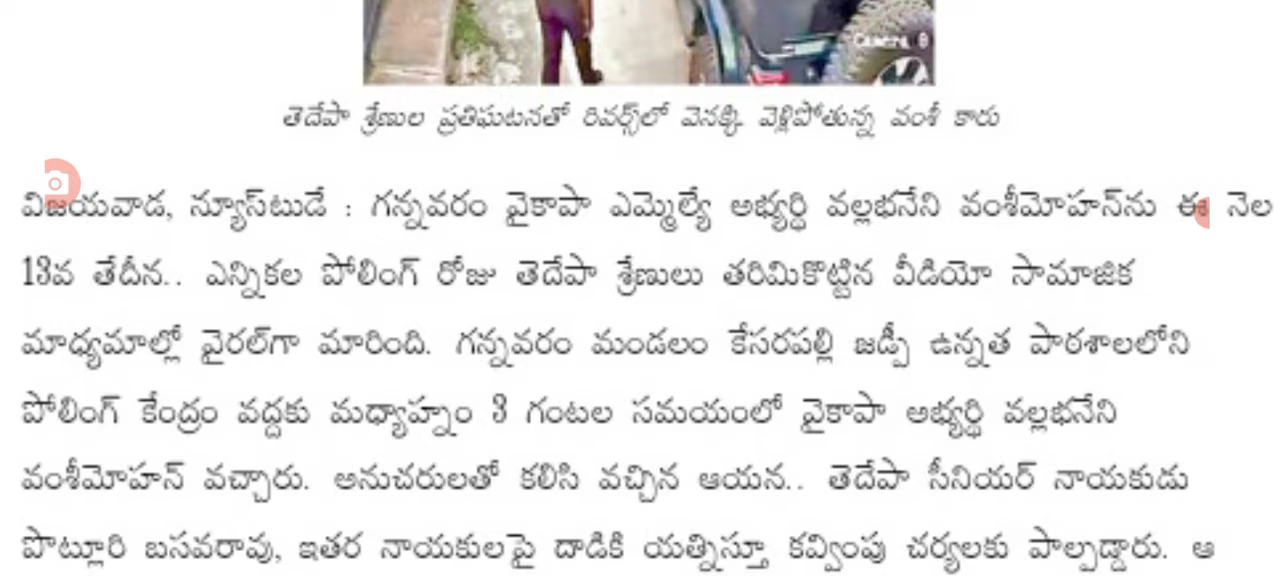 Camera 8
తెదేపా శ్రేణుల ప్రతిఘటనతో రివర్స్‌లో వెనక్కి వెళ్లిపోతున్న వంశీ కారు
విజయవాడ, న్యూస్‌టుడే : గన్నవరం వైకాపా ఎమ్మెల్యే అభ్యర్థి వల్లభనేని వంశీమోహన్‌ను ఈ నెల
13వ తేదీన.. ఎన్నికల పోలింగ్ రోజు తెదేపా శ్రేణులు తరిమికొట్టిన వీడియో సామాజిక
మాధ్యమాల్లో వైరల్‌గా మారింది. గన్నవరం మండలం కేసరపల్లి జడ్పీ ఉన్నత పాఠశాలలోని
పోలింగ్ కేంద్రం వద్దకు మధ్యాహ్నం 3 గంటల సమయంలో వైకాపా అభ్యర్థి వల్లభనేని
వంశీమోహన్ వచ్చారు. అనుచరులతో కలిసి వచ్చిన ఆయన.. తెదేపా సీనియర్ నాయకుడు
పొట్లూరి బసవరావు, ఇతర నాయకులపై దాడికి యత్నిస్తూ కవ్వింపు చర్యలకు పాల్పడ్డారు. ఆ